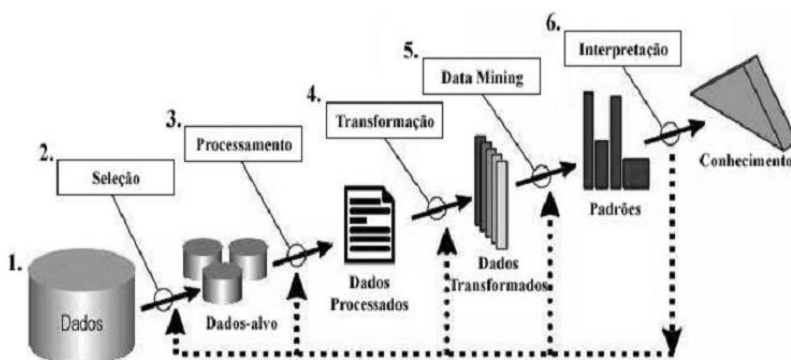 1.
Dados
2.
Seleção
Dados-alvo
3.
Processamento
Dados
Processados
4.
Transformação
Dados
Transformados
5.
Data Mining
Padrões
6.
Interpretação
Conhecimento